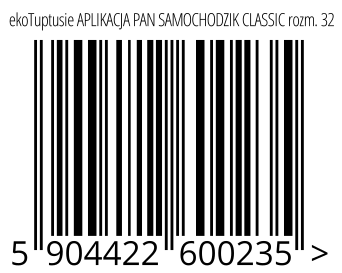 ekoTuptusie APLIKACJA PAN SAMOCHODZIK CLASSIC rozm. 32
5 904422 600235 >